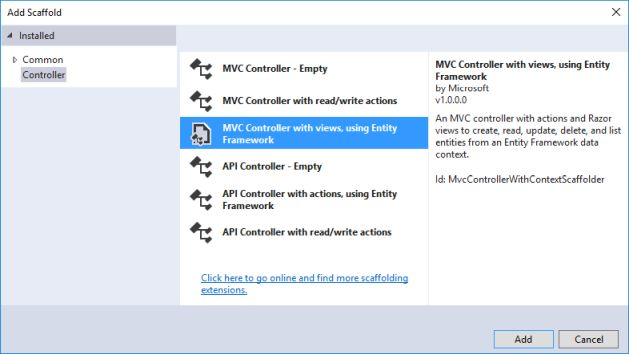 Add Scaffold
Installed
Common
Controller
MVC Controller - Empty
MVC Controller with read/write actions
MVC Controller with views, using Entity
Framework
API Controller - Empty
API Controller with actions, using Entity
Framework
API Controller with read/write actions
Click here to go online and find more scaffolding
extensions.
MVC Controller with views, using Entity
Framework
by Microsoft
v1.0.0.0
An MVC controller with actions and Razor
views to create, read, update, delete, and list
entities from an Entity Framework data
context.
Id: MvcControllerWithContextScaffolder
Add
Cancel